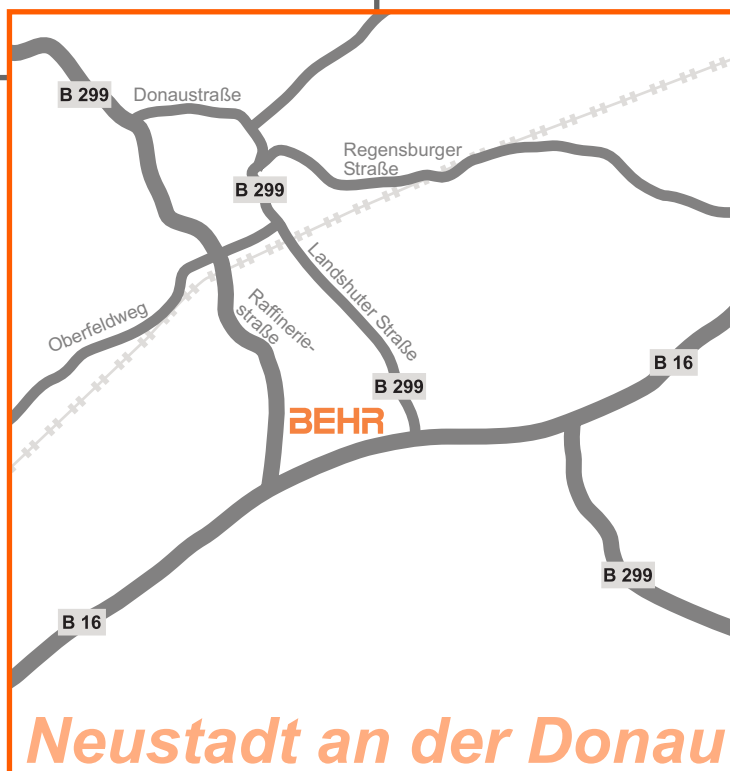 B 299
Donaustraße
Regensburger
Straße
B 299
Landshuter Straße
Raffinerie-
straße
Oberfeldweg
B 16
B 299
BEHR
B 299
B 16
Neustadt an der Donau